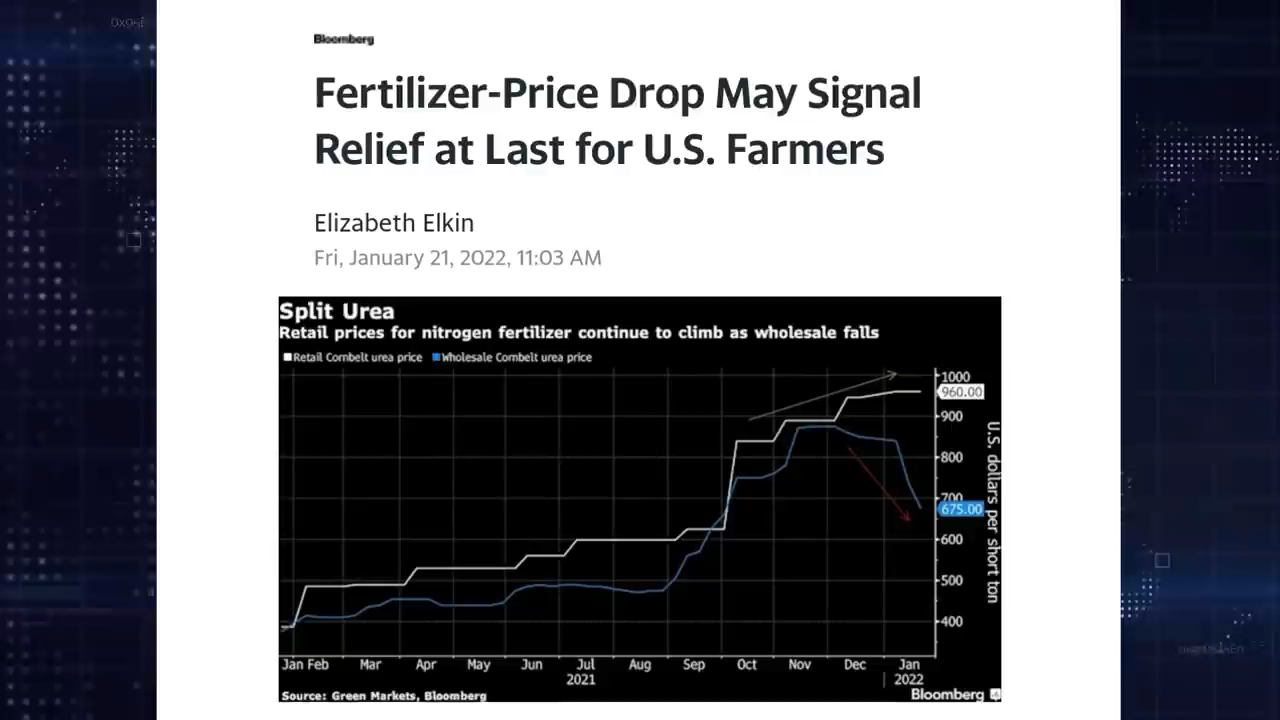 Bloomberg
Fertilizer-Price Drop May Signal
Relief at Last for U.S. Farmers
Elizabeth Elkin
Fri, January 21, 2022, 11:03 AM
Split Urea
Retail prices for nitrogen fertilizer continue to climb as wholesale falls
Retail Cornbelt urea price Wholesale Cornbelt urea price
1000
960.00
900
800
700
675.00
600
500
400
U.S. dollars per short ton
Jan Feb Mar Apr May Jun Jul Aug Sep Oct Nov Dec Jan
2021 2022
Source: Green Markets, Bloomberg
Bloomberg